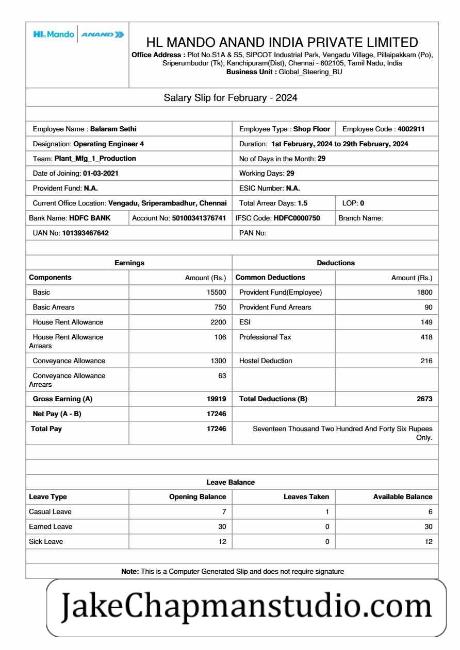 HL Mando ANAND
HL MANDO ANAND INDIA PRIVATE LIMITED
Office Address : Plot No.S1A & S5, SIPCOT Industrial Park, Vengadu Village, Pillaipakkam (Po),
Sriperumbudur (Tk), Kanchipuram(Dist), Chennai - 602105, Tamil Nadu, India
Business Unit : Global_Steering_BU
Salary Slip for February - 2024
Employee Name : Balaram Sethi Employee Type : Shop Floor Employee Code : 4002911
Designation: Operating Engineer 4 Duration: 1st February, 2024 to 29th February, 2024
Team: Plant_Mfg_1_Production No of Days in the Month: 29
Date of Joining: 01-03-2021 Working Days: 29
Provident Fund: N.A. ESIC Number: N.A.
Current Office Location: Vengadu, Sriperambadhur, Chennai Total Arrear Days: 1.5 LOP: 0
Bank Name: HDFC BANK Account No: 50100341376741 IFSC Code: HDFC0000750 Branch Name:
UAN No: 101393467642 PAN No:
Earnings Deductions
Components Amount (Rs.) Common Deductions Amount (Rs.)
Basic 15500 Provident Fund(Employee) 1800
Basic Arrears 750 Provident Fund Arrears 90
House Rent Allowance 2200 ESI 149
House Rent Allowance 106 Professional Tax 418
Arrears
Conveyance Allowance 1300 Hostel Deduction 216
Conveyance Allowance 63
Arrears
Gross Earning (A) 19919 Total Deductions (B) 2673
Net Pay (A - B) 17246
Total Pay 17246 Seventeen Thousand Two Hundred And Forty Six Rupees
Only.
Leave Balance
Leave Type Opening Balance Leaves Taken Available Balance
Casual Leave 7 1 6
Earned Leave 30 0 30
Sick Leave 12 0 12
Note: This is a Computer Generated Slip and does not require signature
JakeChapmanstudio.com